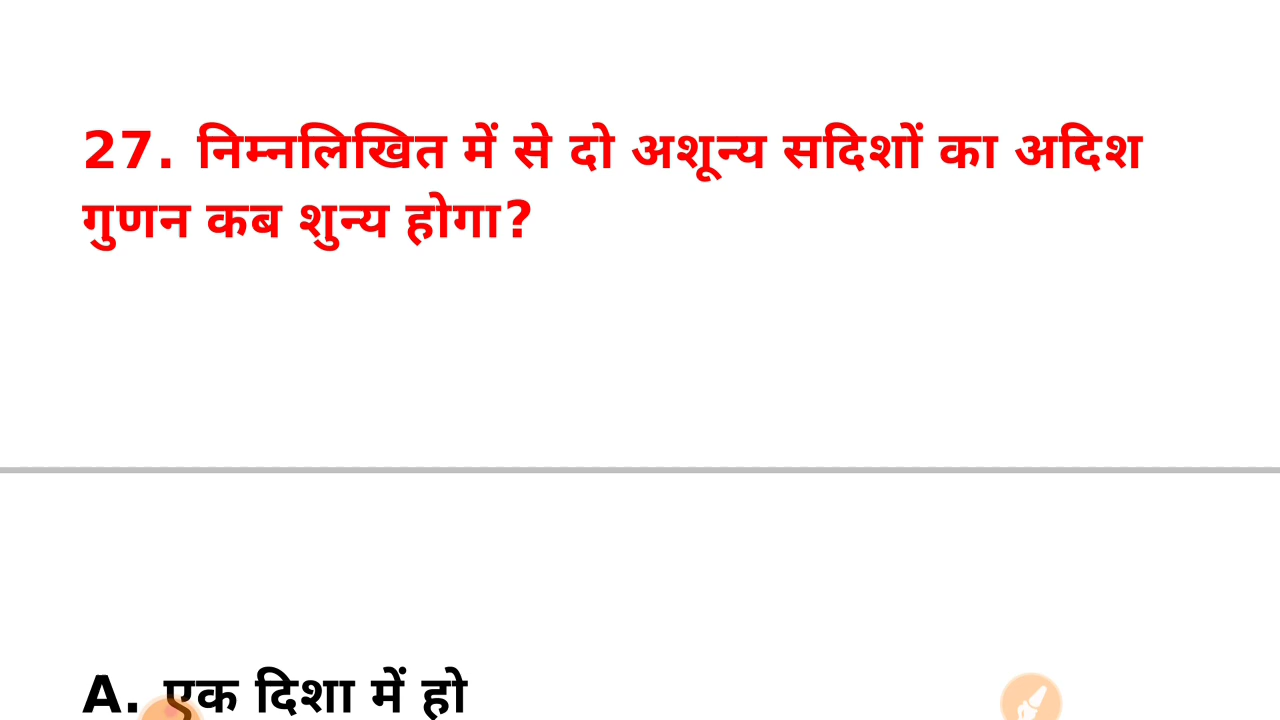 27. निम्नलिखित में से दो अशून्य सदिशों का अदिश
गुणन कब शुन्य होगा?
A. एक दिशा में हो